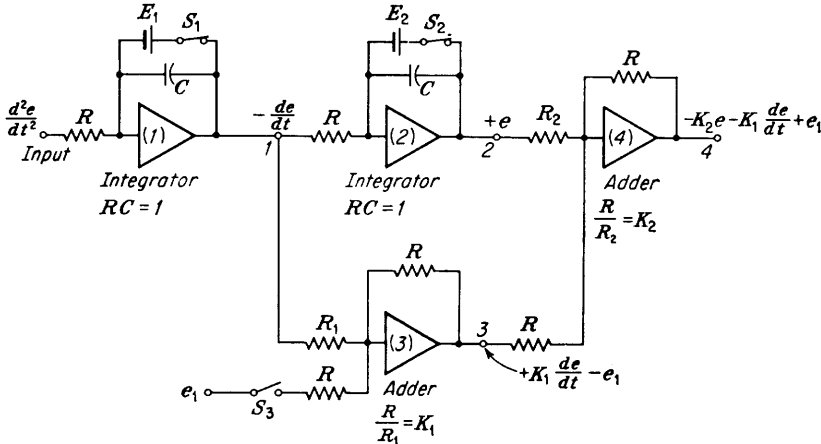 E₁ S₁
C
d²e/dt²
Input
R
(1)
Integrator
RC = 1
-de/dt
1
E₂ S₂
C
R
(2)
Integrator
RC = 1
+e
2
R₂
R
(4)
Adder
R/R₂ = K₂
-K₂e-K₁ de/dt + e₁
4
R₁
R
(3)
Adder
R/R₁ = K₁
3
R
+K₁ de/dt - e₁
e₁
S₃
R